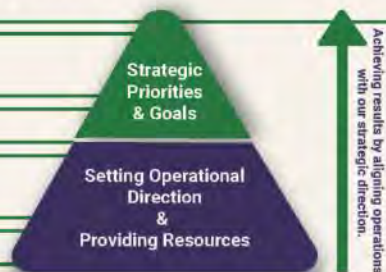 Strategic
Priorities
& Goals
Setting Operational
Direction
&
Providing Resources
Achieving results by aligning operations
with our strategic direction.